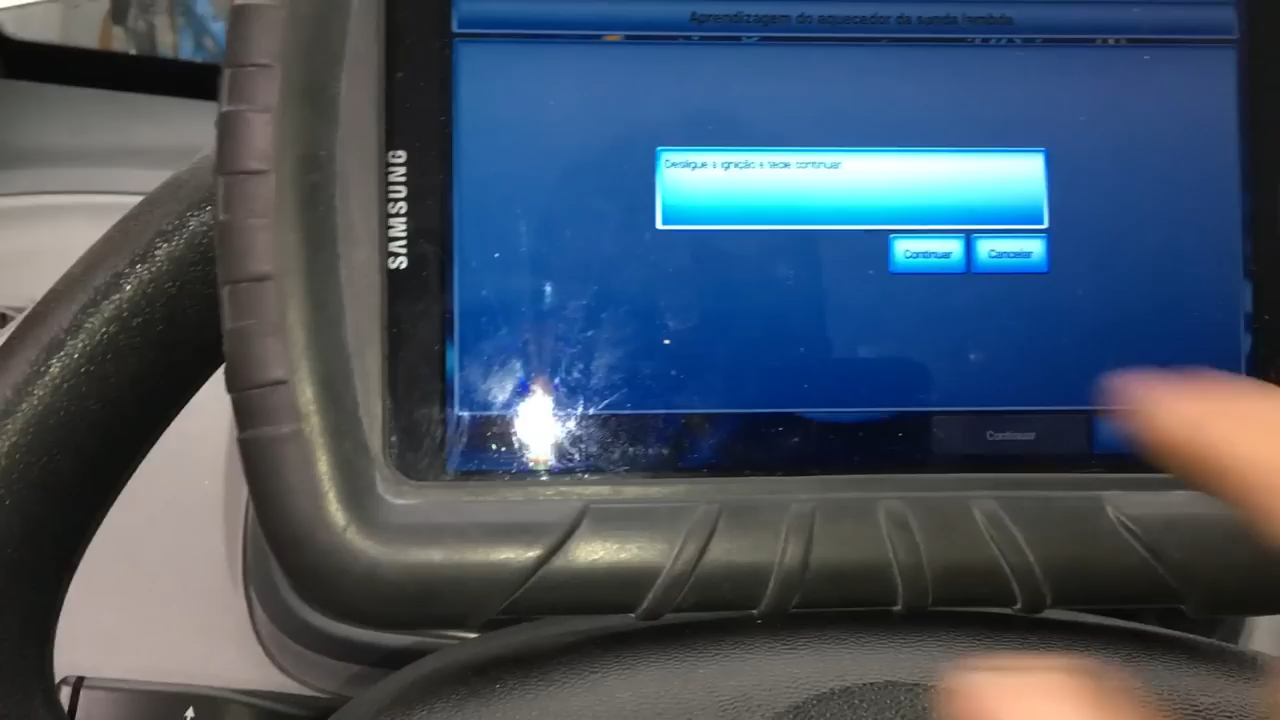 Aprendizagem do aquecedor da sonda lambda
Desligue a ignição e tecle continuar
Continuar
Cancelar
Continuar
SAMSUNG